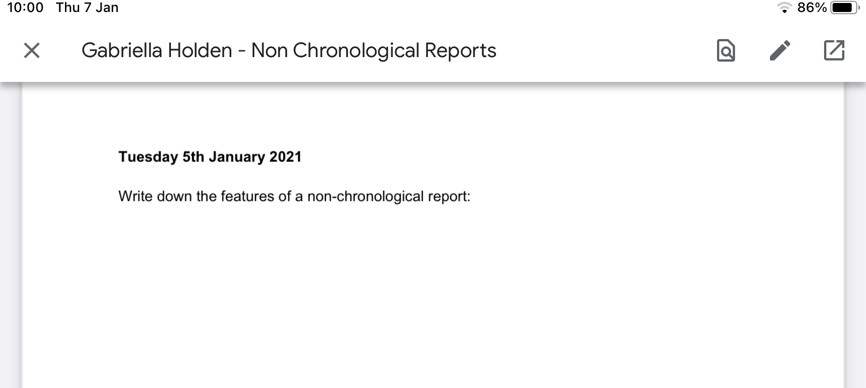 10:00 Thu 7 Jan 86%
Gabriella Holden - Non Chronological Reports
Tuesday 5th January 2021
Write down the features of a non-chronological report: